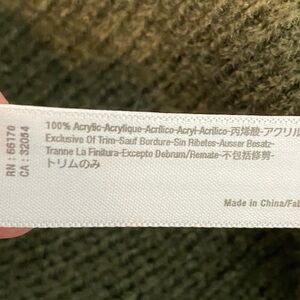 RN: 66170
CA: 32054
100% Acrylic-Acrylique-Acrílico-Acryl-Acrilico-丙烯酸-アクリル
Exclusive Of Trim-Sauf Bordure-Sin Ribetes-Ausser Besatz-
Tranne La Finitura-Excepto Debrum/Remate-不包括修剪-
トリムのみ
Made in China/Fab